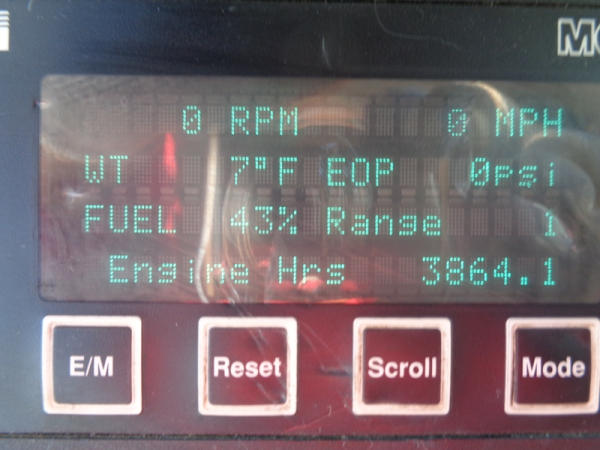 0 RPM 0 MPH
WT 7°F EOP 0psi
FUEL 43% Range 1
Engine Hrs 3864.1
E/M Reset Scroll Mode